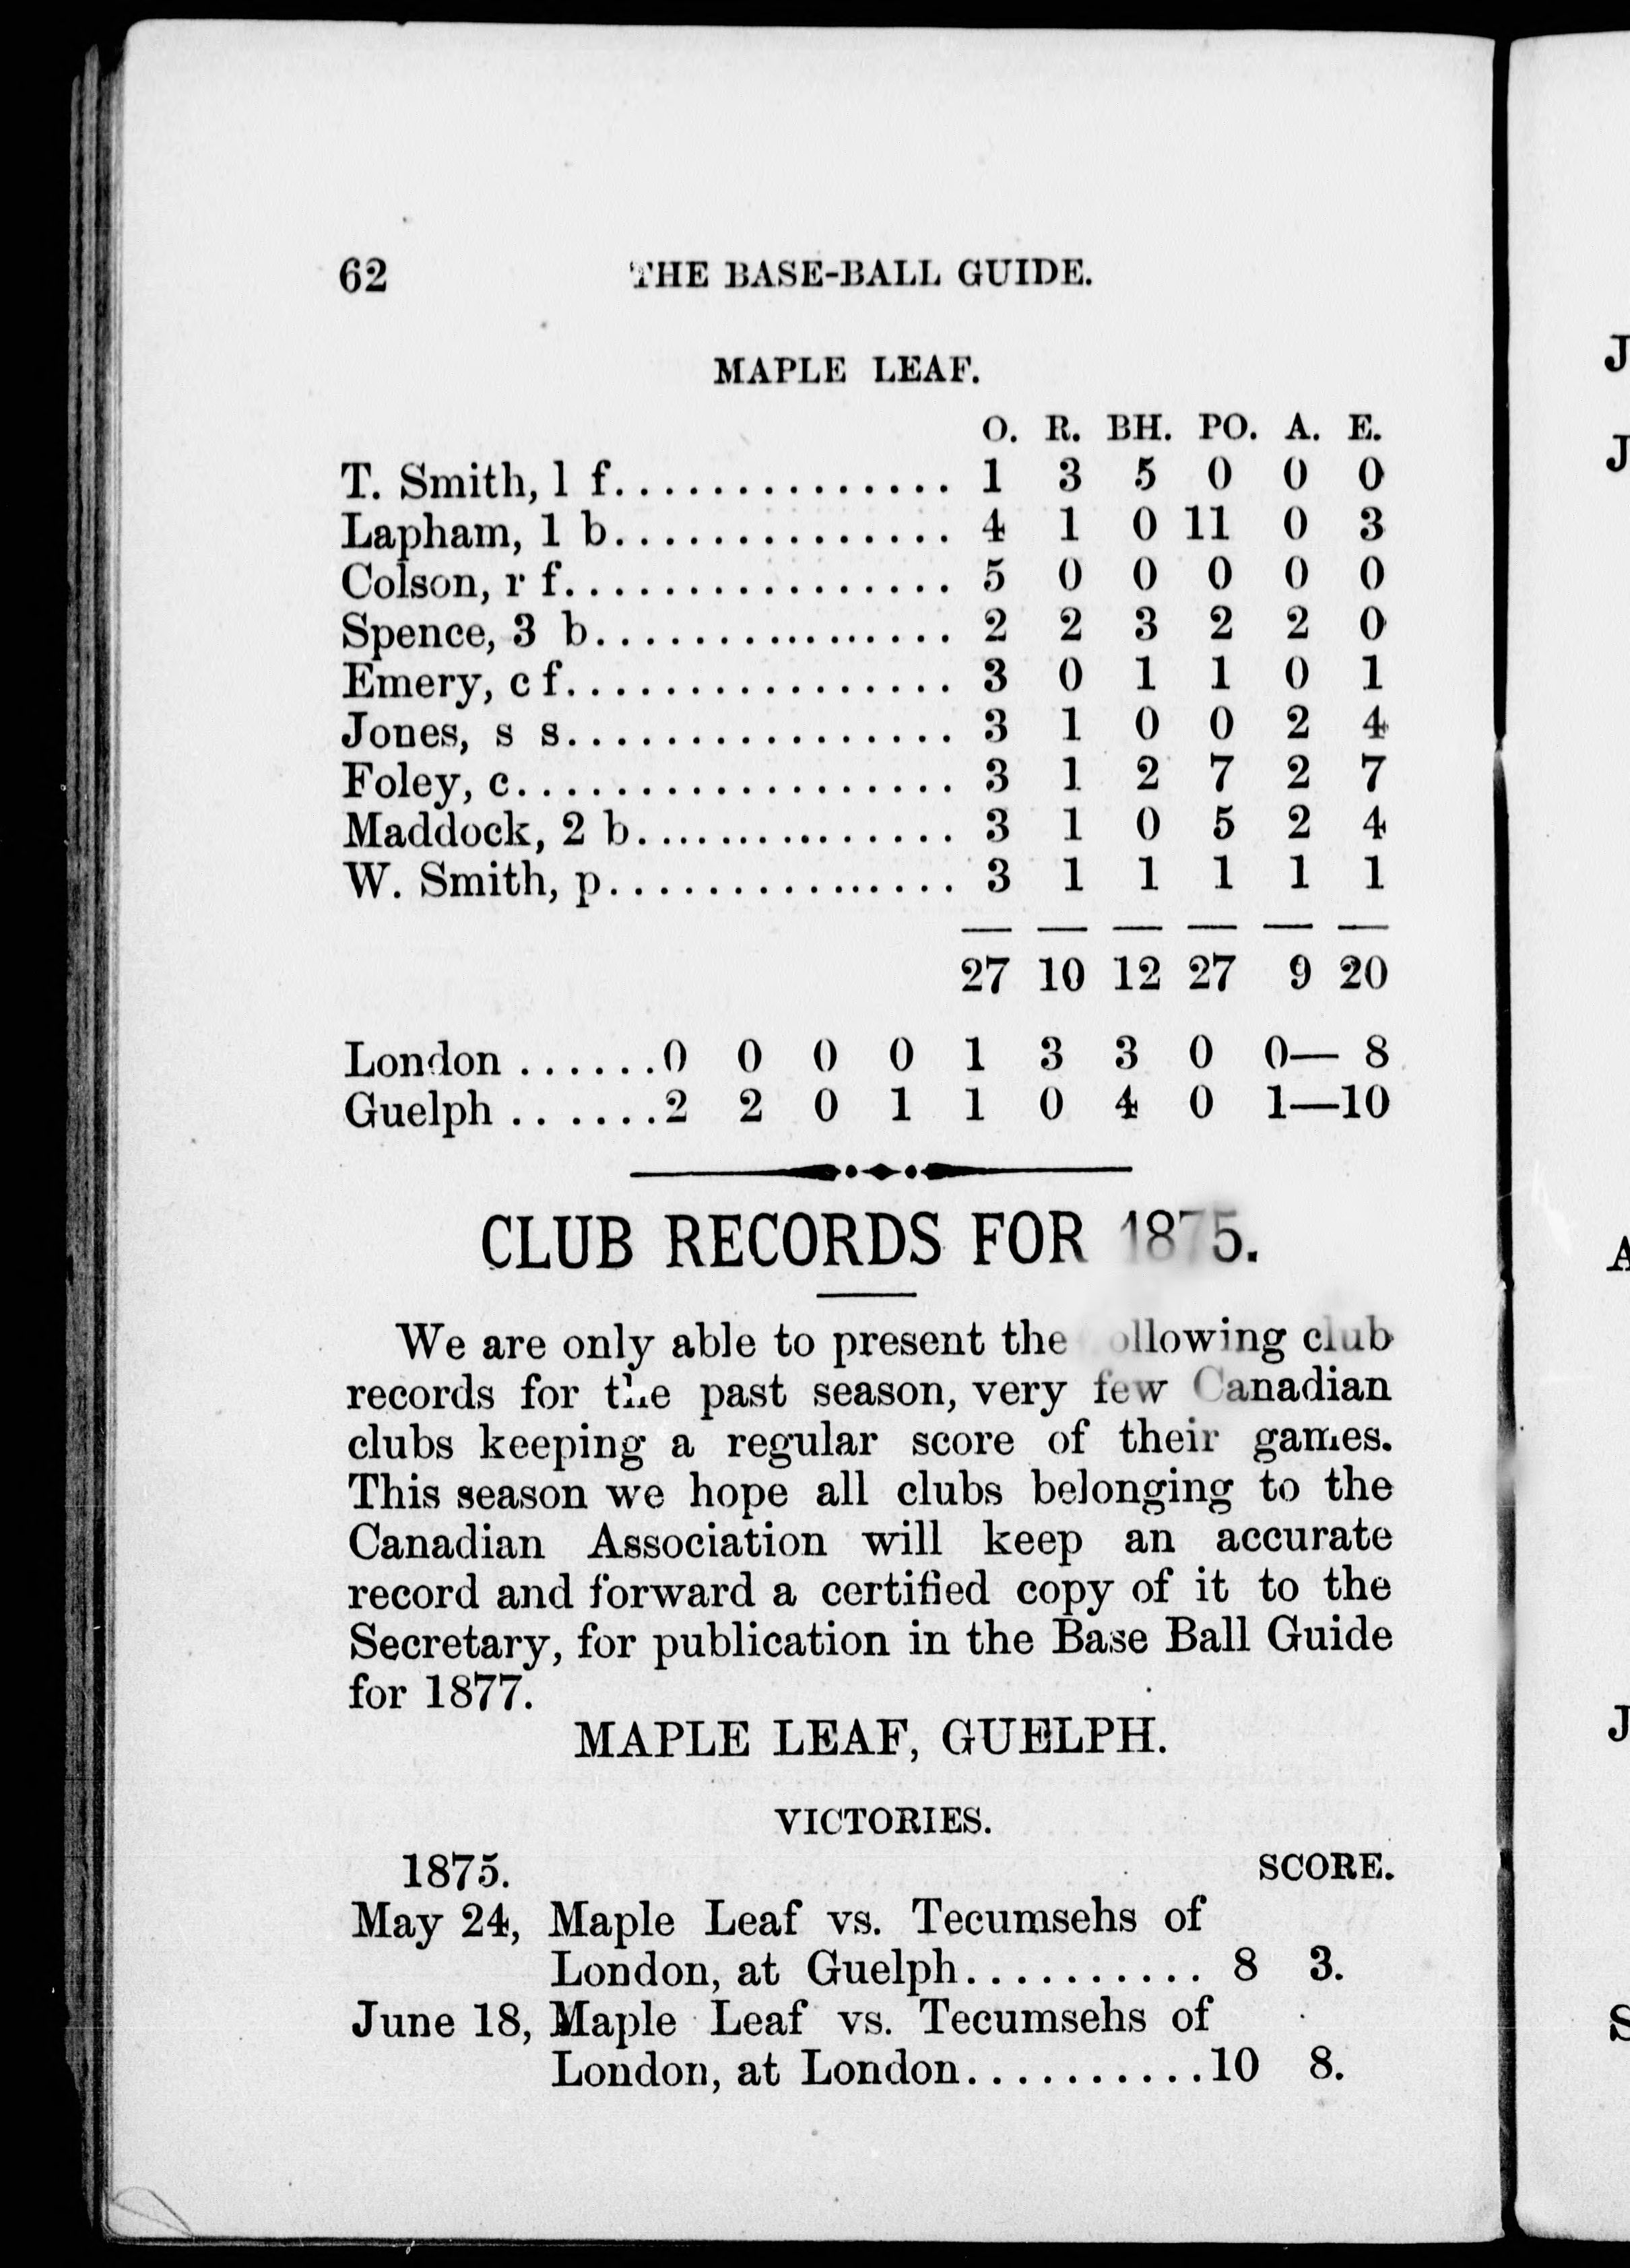 62 THE BASE-BALL GUIDE.
MAPLE LEAF.
O. R. BH. PO. A. E.
T. Smith, l f............... 1 3 5 0 0 0
Lapham, 1 b............... 4 1 0 11 0 3
Colson, r f................. 5 0 0 0 0 0
Spence, 3 b................ 2 2 3 2 2 0
Emery, c f................. 3 0 1 1 0 1
Jones, s s................. 3 1 0 0 2 4
Foley, c................... 3 1 2 7 2 7
Maddock, 2 b............... 3 1 0 5 2 4
W. Smith, p................ 3 1 1 1 1 1
27 10 12 27 9 20
London ......0 0 0 0 1 3 3 0 0— 8
Guelph ......2 2 0 1 1 0 4 0 1—10
CLUB RECORDS FOR 1875.
We are only able to present the following club
records for the past season, very few Canadian
clubs keeping a regular score of their games.
This season we hope all clubs belonging to the
Canadian Association will keep an accurate
record and forward a certified copy of it to the
Secretary, for publication in the Base Ball Guide
for 1877.
MAPLE LEAF, GUELPH.
VICTORIES.
1875. SCORE.
May 24, Maple Leaf vs. Tecumsehs of
London, at Guelph.......... 8 3.
June 18, Maple Leaf vs. Tecumsehs of
London, at London..........10 8.